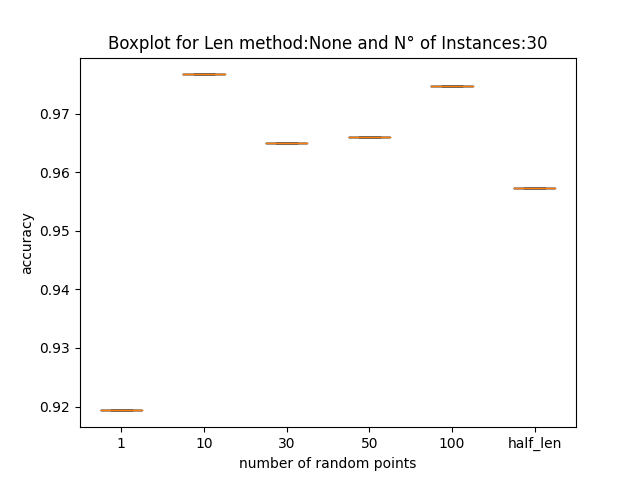 Boxplot for Len method:None and N° of Instances:30
0.97
0.96
0.95
0.94
0.93
0.92
accuracy
1 10 30 50 100 half_len
number of random points